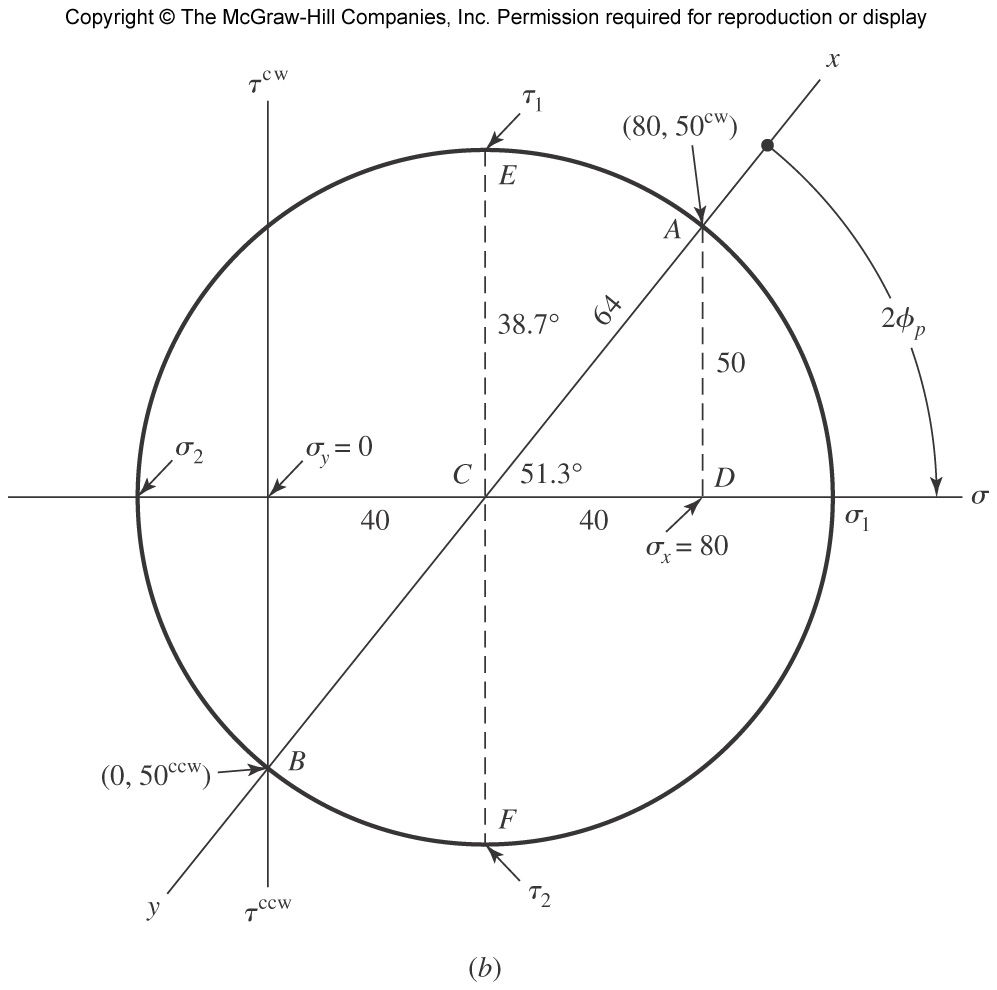 Copyright © The McGraw-Hill Companies, Inc. Permission required for reproduction or display
x
τ^cw
τ₁
(80, 50^cw)
E
A
64
38.7°
2ϕₚ
50
σ₂
σ_y = 0
C
51.3°
D
σ
40
40
σ₁
σₓ = 80
B
(0, 50^ccw)
F
y
τ^ccw
τ₂
(b)